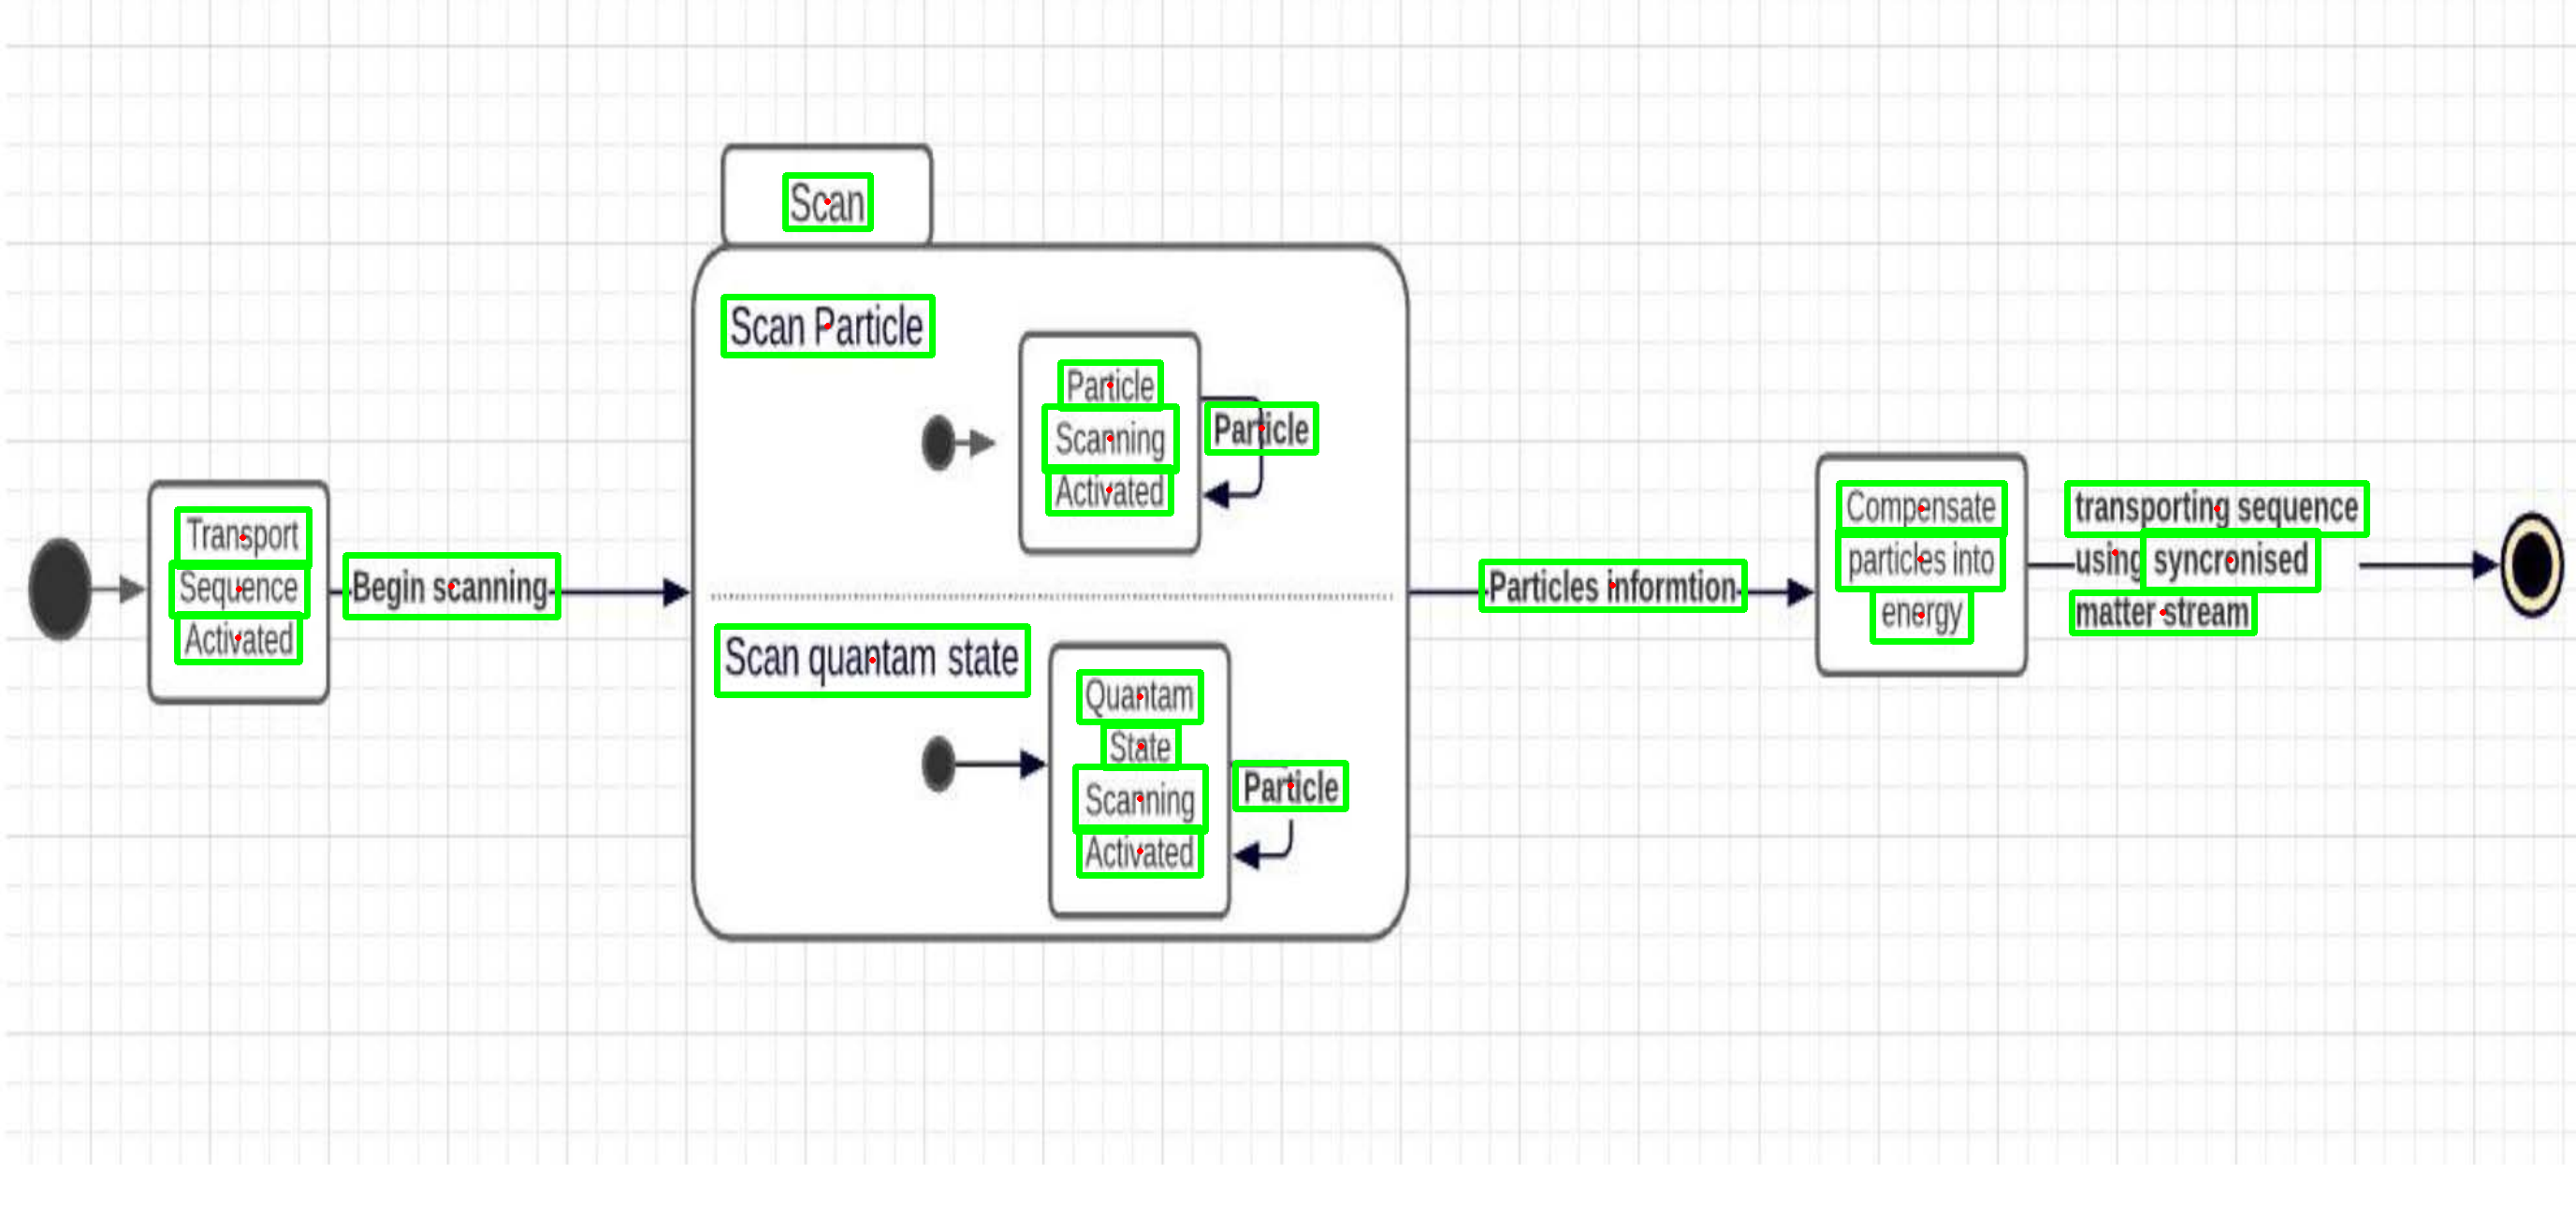 Scan
Scan Particle
Particle
Scanning
Activated
Particle
Transport
Sequence
Activated
Begin scanning
Particles informtion
Compensate
particles into
energy
transporting sequence
using syncronised
matter stream
Scan quantam state
Quantam
State
Scanning
Activated
Particle